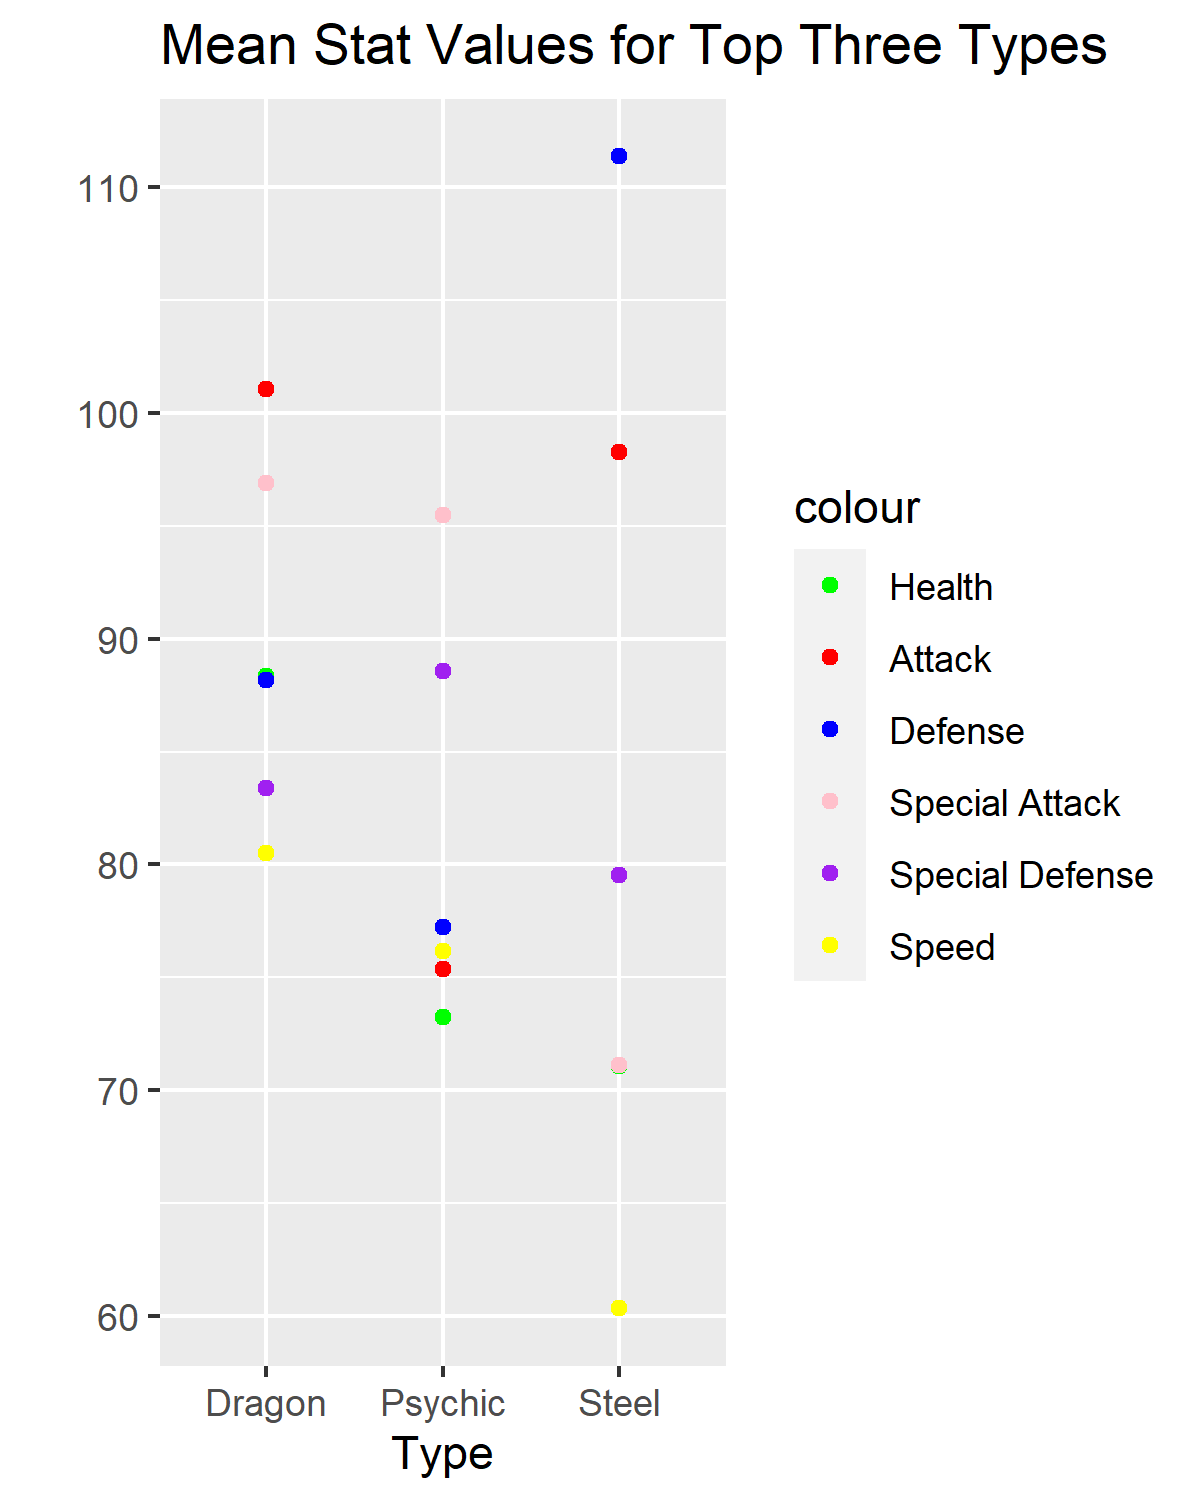 Mean Stat Values for Top Three Types
110
100
90
80
70
60
Dragon Psychic Steel
Type
colour
Health
Attack
Defense
Special Attack
Special Defense
Speed